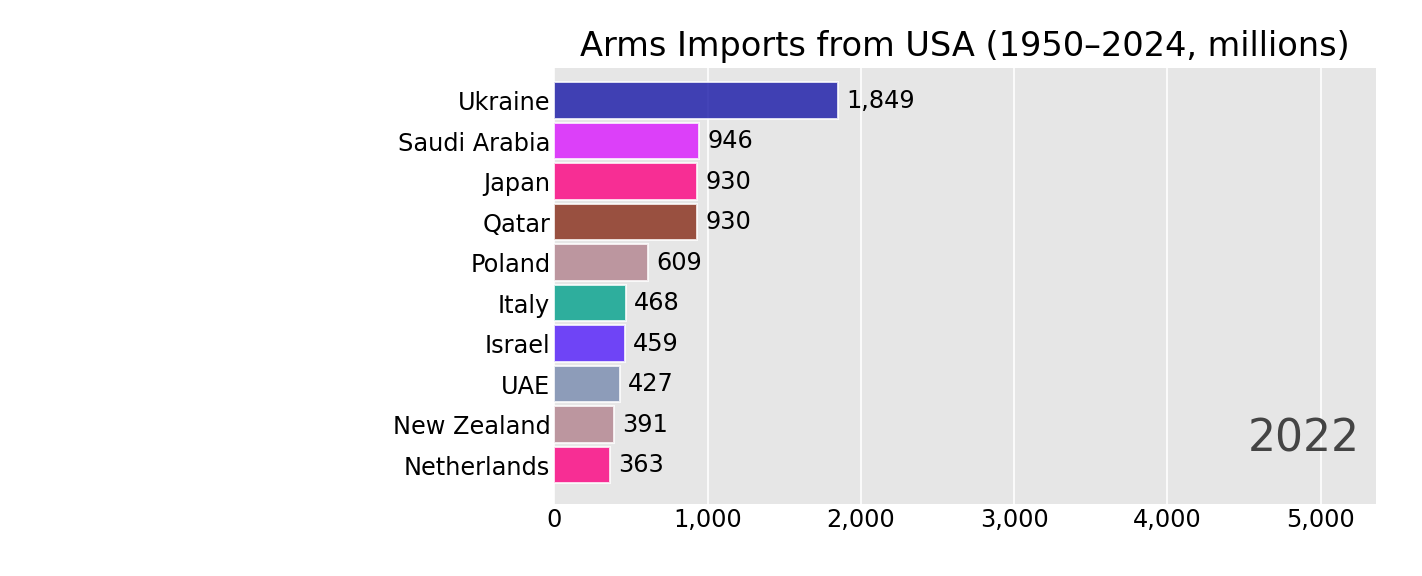 Arms Imports from USA (1950–2024, millions)
Ukraine 1,849
Saudi Arabia 946
Japan 930
Qatar 930
Poland 609
Italy 468
Israel 459
UAE 427
New Zealand 391
Netherlands 363
2022
0 1,000 2,000 3,000 4,000 5,000